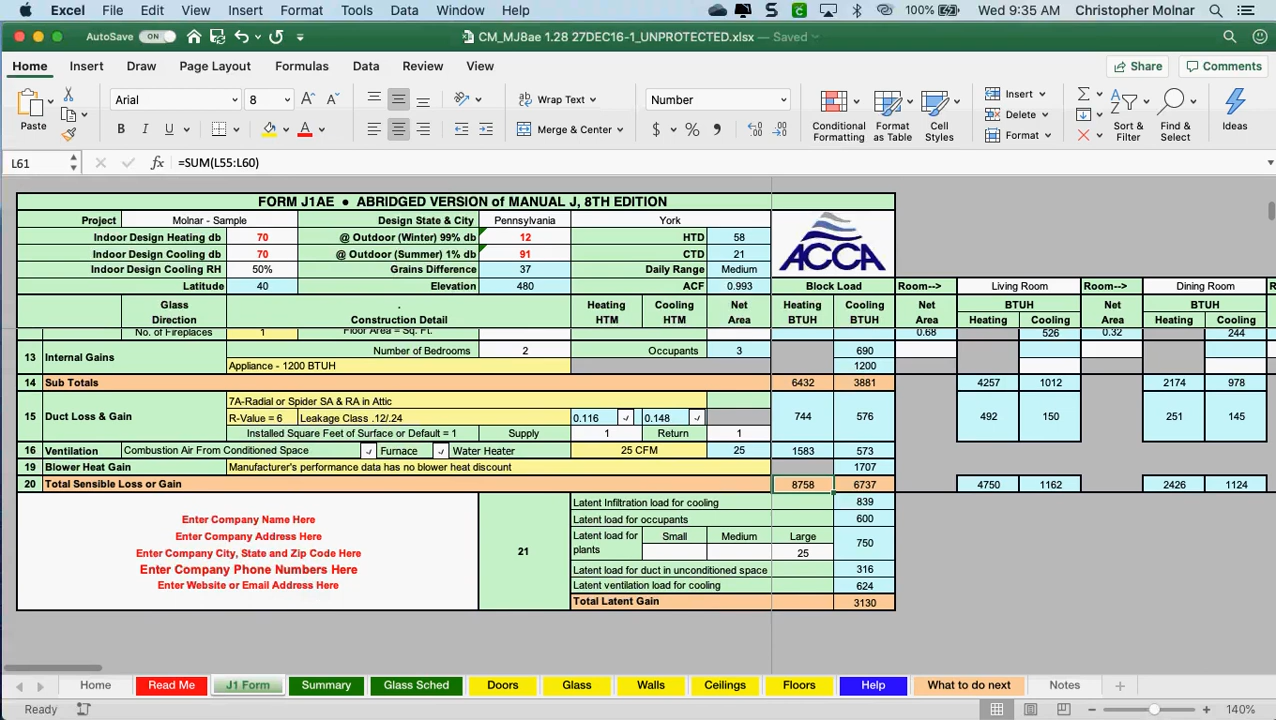 Excel File Edit View Insert Format Tools Data Window Help 100% Wed 9:35 AM Christopher Molnar
AutoSave ON CM_MJ8ae 1.28 27DEC16-1_UNPROTECTED.xlsx — Saved
Home Insert Draw Page Layout Formulas Data Review View Share Comments
Paste Arial 8 Wrap Text Number Insert
Conditional Formatting Format as Table Cell Styles Delete Sort & Filter Find & Select Ideas
B I U Merge & Center $ % Format
L61 fx =SUM(L55:L60)
FORM J1AE ● ABRIDGED VERSION of MANUAL J, 8TH EDITION
Project Molnar - Sample Design State & City Pennsylvania York
Indoor Design Heating db 70 @ Outdoor (Winter) 99% db 12 HTD 58
Indoor Design Cooling db 70 @ Outdoor (Summer) 1% db 91 CTD 21 ACCA
Indoor Design Cooling RH 50% Grains Difference 37 Daily Range Medium
Latitude 40 Elevation 480 ACF 0.993 Block Load Room--> Living Room Room--> Dining Room
Glass Direction . Construction Detail Heating HTM Cooling HTM Net Area Heating BTUH Cooling BTUH Net Area BTUH Heating Cooling Net Area BTUH Heating Cooling
No. of Fireplaces 1 Floor Area = Sq. Ft. 0.68 526 0.32 244
13 Internal Gains Number of Bedrooms 2 Occupants 3 690
Appliance - 1200 BTUH 1200
14 Sub Totals 6432 3881 4257 1012 2174 978
7A-Radial or Spider SA & RA in Attic
15 Duct Loss & Gain R-Value = 6 Leakage Class .12/.24 0.116 0.148 744 576 492 150 251 145
Installed Square Feet of Surface or Default = 1 Supply 1 Return 1
16 Ventilation Combustion Air From Conditioned Space Furnace Water Heater 25 CFM 25 1583 573
19 Blower Heat Gain Manufacturer's performance data has no blower heat discount 1707
20 Total Sensible Loss or Gain 8758 6737 4750 1162 2426 1124
Enter Company Name Here
Enter Company Address Here
Enter Company City, State and Zip Code Here
Enter Company Phone Numbers Here
Enter Website or Email Address Here
21
Latent Infiltration load for cooling 839
Latent load for occupants 600
Latent load for plants Small Medium Large 25 750
Latent load for duct in unconditioned space 316
Latent ventilation load for cooling 624
Total Latent Gain 3130
Home Read Me J1 Form Summary Glass Sched Doors Glass Walls Ceilings Floors Help What to do next Notes
Ready 140%